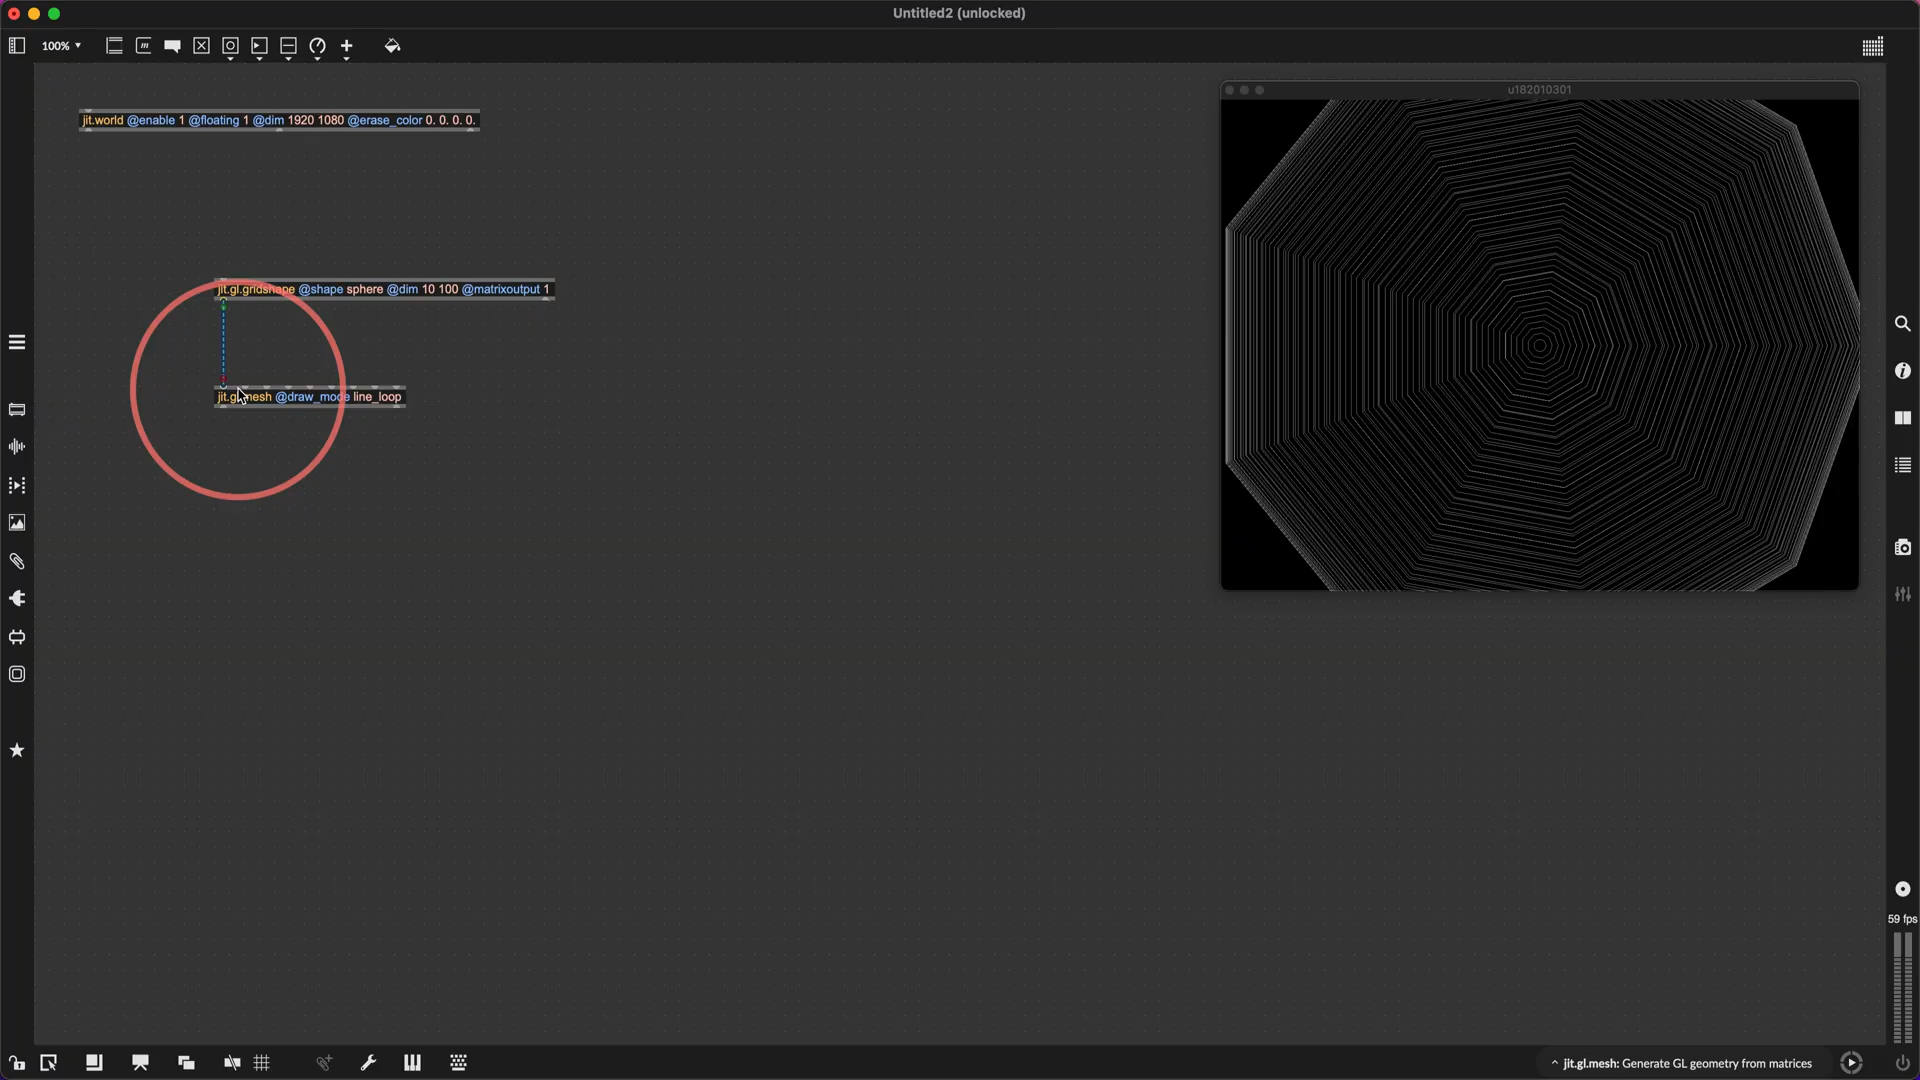 Untitled2 (unlocked)
100%
jit.world @enable 1 @floating 1 @dim 1920 1080 @erase_color 0. 0. 0. 0.
u182010301
jit.gl.gridshape @shape sphere @dim 10 100 @matrixoutput 1
jit.gl.mesh @draw_mode line_loop
59 fps
jit.gl.mesh: Generate GL geometry from matrices